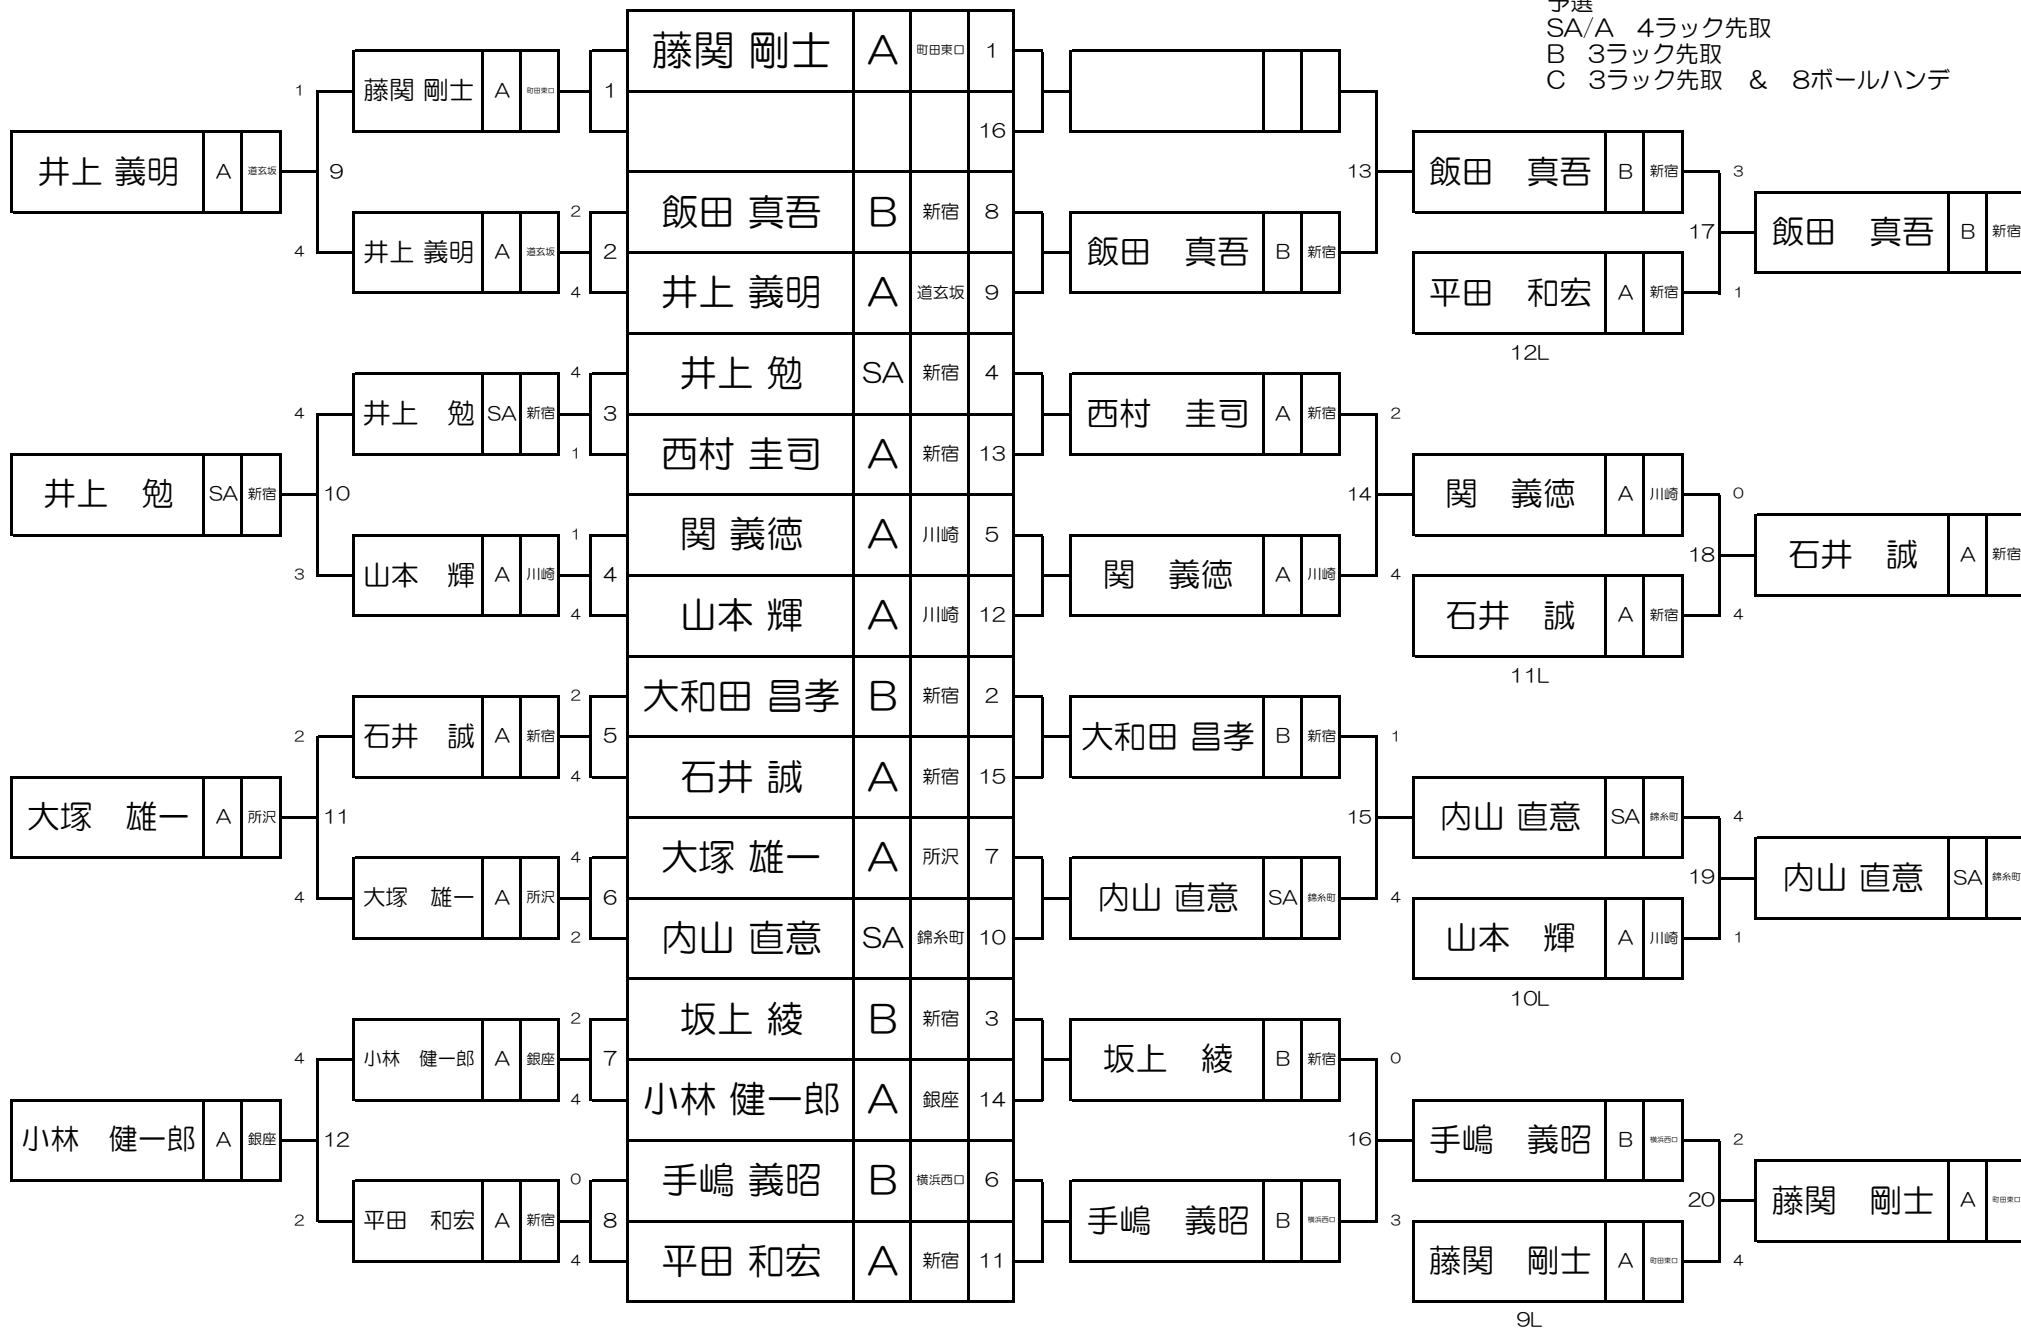 予選
SA/A 4ラック先取
B 3ラック先取
C 3ラック先取 & 8ボールハンデ
藤関 剛士 A 町田東口 1
16
飯田 真吾 B 新宿 8
井上 義明 A 道玄坂 9
井上 勉 SA 新宿 4
西村 圭司 A 新宿 13
関 義徳 A 川崎 5
山本 輝 A 川崎 12
大和田 昌孝 B 新宿 2
石井 誠 A 新宿 15
大塚 雄一 A 所沢 7
内山 直意 SA 錦糸町 10
坂上 綾 B 新宿 3
小林 健一郎 A 銀座 14
手嶋 義昭 B 横浜西口 6
平田 和宏 A 新宿 11
1 藤関 剛士 A 町田東口 1
井上 義明 A 道玄坂 9
2
4 井上 義明 A 道玄坂 2
4
4
4 井上 勉 SA 新宿 3
1
井上 勉 SA 新宿 10
1
3 山本 輝 A 川崎 4
4
2
2 石井 誠 A 新宿 5
4
大塚 雄一 A 所沢 11
4
4 大塚 雄一 A 所沢 6
2
2
4 小林 健一郎 A 銀座 7
4
小林 健一郎 A 銀座 12
0
2 平田 和宏 A 新宿 8
4
飯田 真吾 B 新宿
13
西村 圭司 A 新宿 2
14
関 義徳 A 川崎 4
大和田 昌孝 B 新宿 1
15
内山 直意 SA 錦糸町 4
坂上 綾 B 新宿 0
16
手嶋 義昭 B 横浜西口 3
飯田 真吾 B 新宿 3
17 飯田 真吾 B 新宿
平田 和宏 A 新宿 1
12L
関 義徳 A 川崎 0
18 石井 誠 A 新宿
石井 誠 A 新宿 4
11L
内山 直意 SA 錦糸町 4
19 内山 直意 SA 錦糸町
山本 輝 A 川崎 1
10L
手嶋 義昭 B 横浜西口 2
20 藤関 剛士 A 町田東口
藤関 剛士 A 町田東口 4
9L